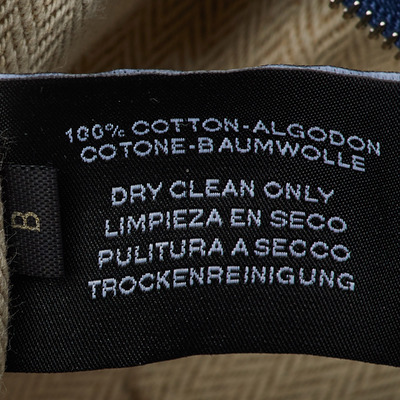 100% COTTON-ALGODON
COTONE-BAUMWOLLE
DRY CLEAN ONLY
LIMPIEZA EN SECO
PULITURA A SECCO
TROCKENREINIGUNG
B